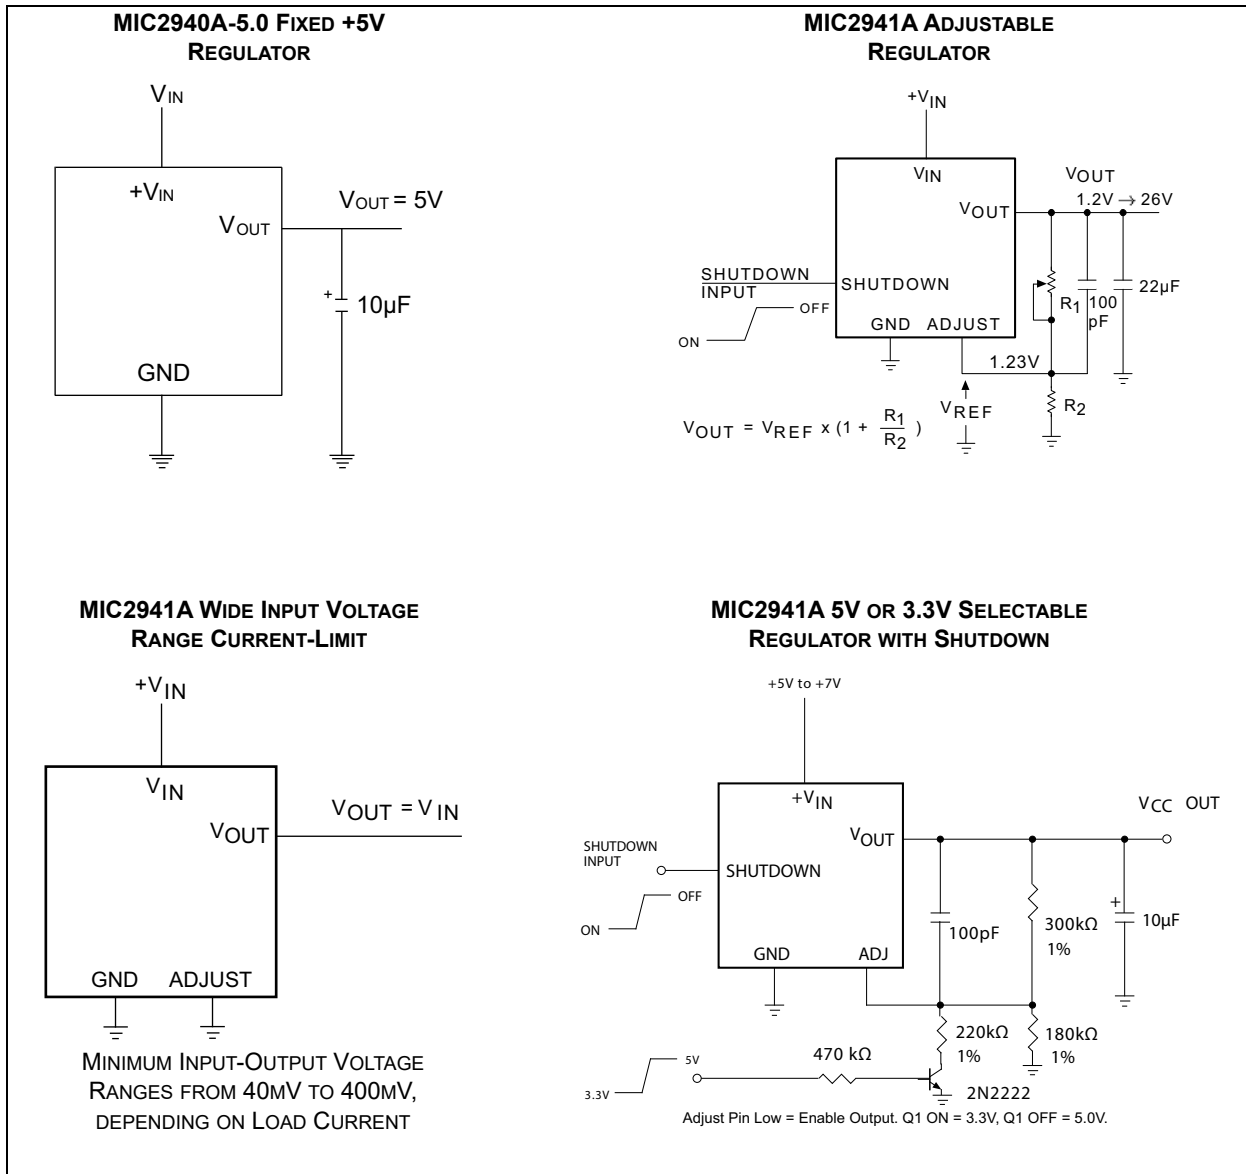 MIC2940A-5.0 FIXED +5V
REGULATOR
VIN
+VIN
VOUT
VOUT = 5V
+
10µF
GND
MIC2941A ADJUSTABLE
REGULATOR
+VIN
VIN
VOUT
VOUT
1.2V → 26V
SHUTDOWN
INPUT
SHUTDOWN
OFF
ON
GND
ADJUST
R1
100
pF
22µF
1.23V
VREF
R2
VOUT = VREF x (1 + R1
R2 )
MIC2941A WIDE INPUT VOLTAGE
RANGE CURRENT-LIMIT
+VIN
VIN
VOUT
VOUT = VIN
GND
ADJUST
MINIMUM INPUT-OUTPUT VOLTAGE
RANGES FROM 40MV TO 400MV,
DEPENDING ON LOAD CURRENT
MIC2941A 5V OR 3.3V SELECTABLE
REGULATOR WITH SHUTDOWN
+5V to +7V
+VIN
VOUT
VCC OUT
SHUTDOWN
INPUT
SHUTDOWN
OFF
ON
GND
ADJ
100pF
300kΩ
1%
+
10µF
220kΩ
1%
180kΩ
1%
470 kΩ
5V
3.3V
2N2222
Adjust Pin Low = Enable Output. Q1 ON = 3.3V, Q1 OFF = 5.0V.